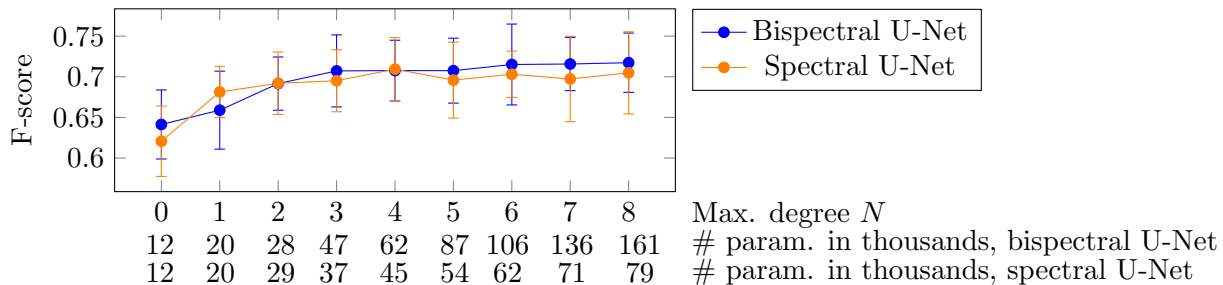 0.75
0.7
0.65
0.6
F-score
Bispectral U-Net
Spectral U-Net
0 1 2 3 4 5 6 7 8 Max. degree N
12 20 28 47 62 87 106 136 161 # param. in thousands, bispectral U-Net
12 20 29 37 45 54 62 71 79 # param. in thousands, spectral U-Net